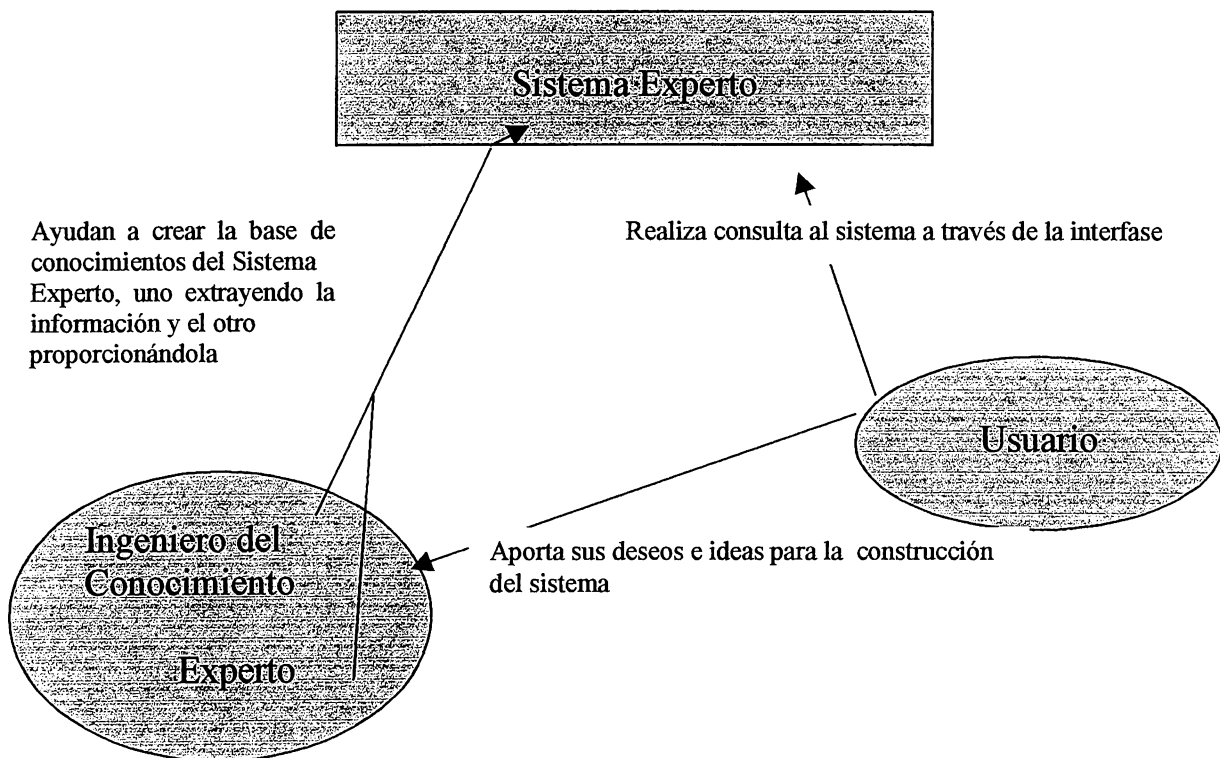 Sistema Experto
Ayudan a crear la base de
conocimientos del Sistema
Experto, uno extrayendo la
información y el otro
proporcionándola
Realiza consulta al sistema a través de la interfase
Usuario
Ingeniero del
Conocimiento
Experto
Aporta sus deseos e ideas para la construcción
del sistema